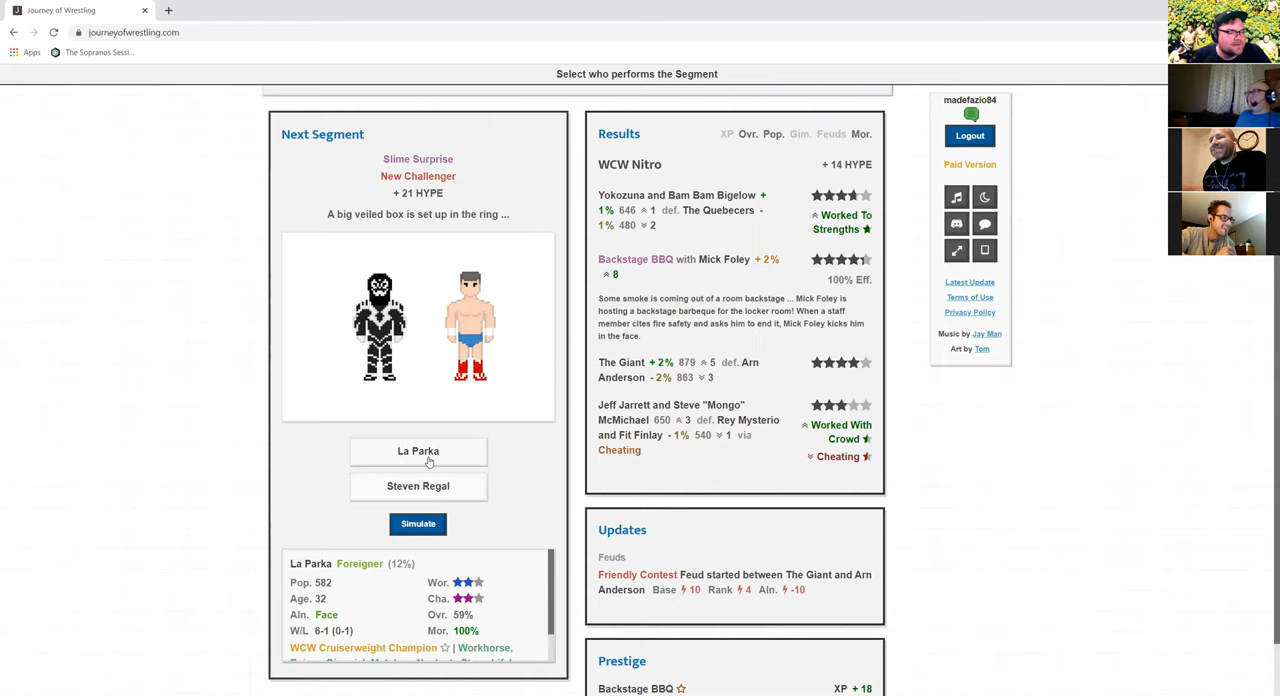 Journey of Wrestling
journeyofwrestling.com
Apps
The Sopranos Sessi...
Select who performs the Segment
Next Segment
Slime Surprise
New Challenger
+ 21 HYPE
A big veiled box is set up in the ring ...
La Parka
Steven Regal
Simulate
La Parka Foreigner (12%)
Pop. 582 Wor.
Age. 32 Cha.
Aln. Face Ovr. 59%
W/L 6-1 (0-1) Mor. 100%
WCW Cruiserweight Champion | Workhorse,
Results XP Ovr. Pop. Gim. Feuds Mor.
WCW Nitro + 14 HYPE
Yokozuna and Bam Bam Bigelow +
1% 646 1 def. The Quebecers -
1% 480 2
Worked To
Strengths
Backstage BBQ with Mick Foley + 2%
8
100% Eff.
Some smoke is coming out of a room backstage ... Mick Foley is
hosting a backstage barbeque for the locker room! When a staff
member cites fire safety and asks him to end it, Mick Foley kicks him
in the face.
The Giant + 2% 879 5 def. Arn
Anderson - 2% 863 3
Jeff Jarrett and Steve "Mongo"
McMichael 650 3 def. Rey Mysterio
and Fit Finlay - 1% 540 1 via
Cheating
Worked With
Crowd
Cheating
Updates
Feuds
Friendly Contest Feud started between The Giant and Arn
Anderson Base 10 Rank 4 Aln. -10
Prestige
Backstage BBQ XP + 18
madefazio84
Logout
Paid Version
Latest Update
Terms of Use
Privacy Policy
Music by Jay Man
Art by Tom